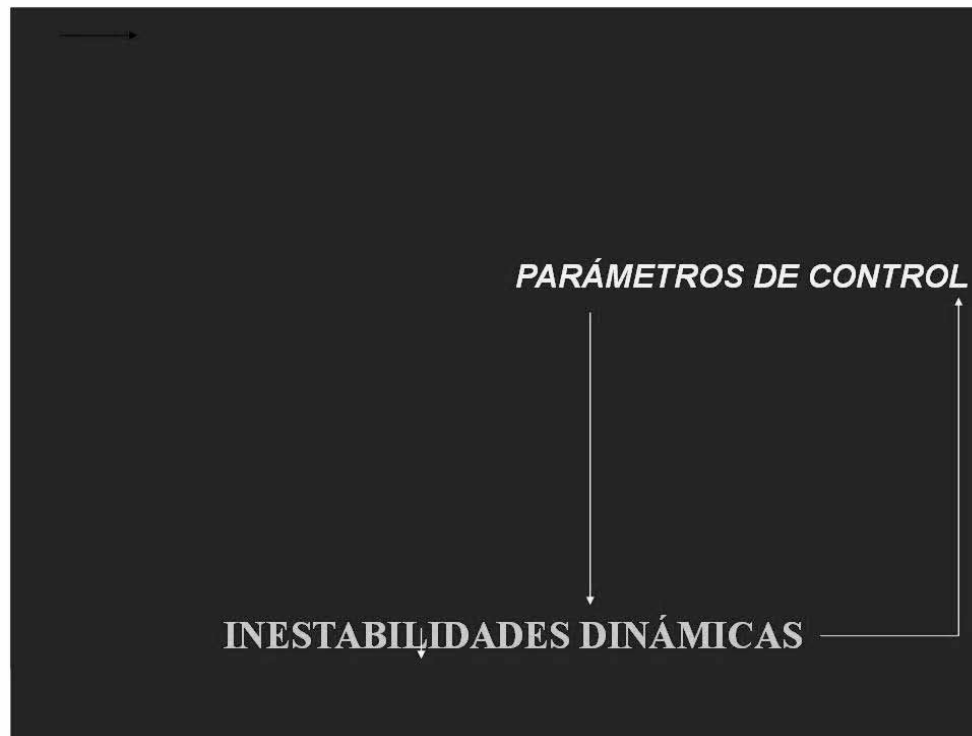 PARÁMETROS DE CONTROL
INESTABILIDADES DINÁMICAS